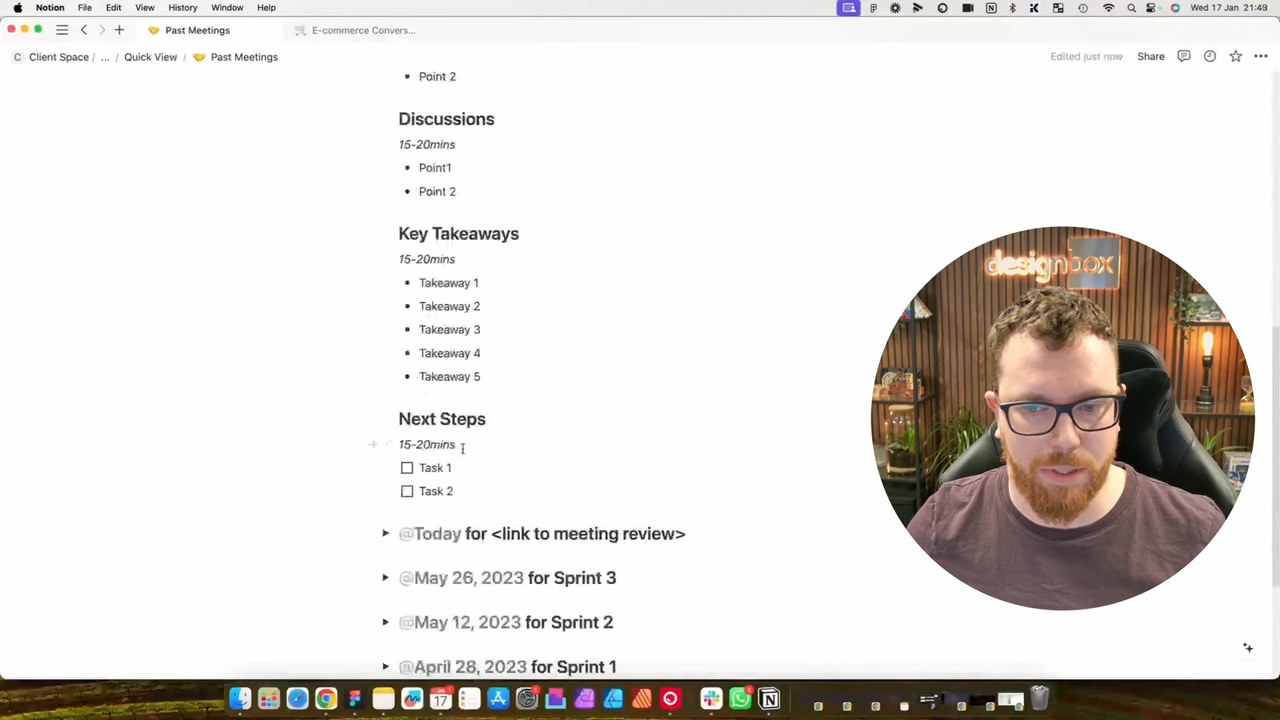 Notion File Edit View History Window Help
Wed 17 Jan 21:49
Past Meetings
E-commerce Convers...
C Client Space / ... / Quick View / Past Meetings
Edited just now Share
Point 2
Discussions
15-20mins
Point1
Point 2
Key Takeaways
15-20mins
Takeaway 1
Takeaway 2
Takeaway 3
Takeaway 4
Takeaway 5
Next Steps
15-20mins
Task 1
Task 2
@Today for <link to meeting review>
@May 26, 2023 for Sprint 3
@May 12, 2023 for Sprint 2
@April 28, 2023 for Sprint 1
designbox
17